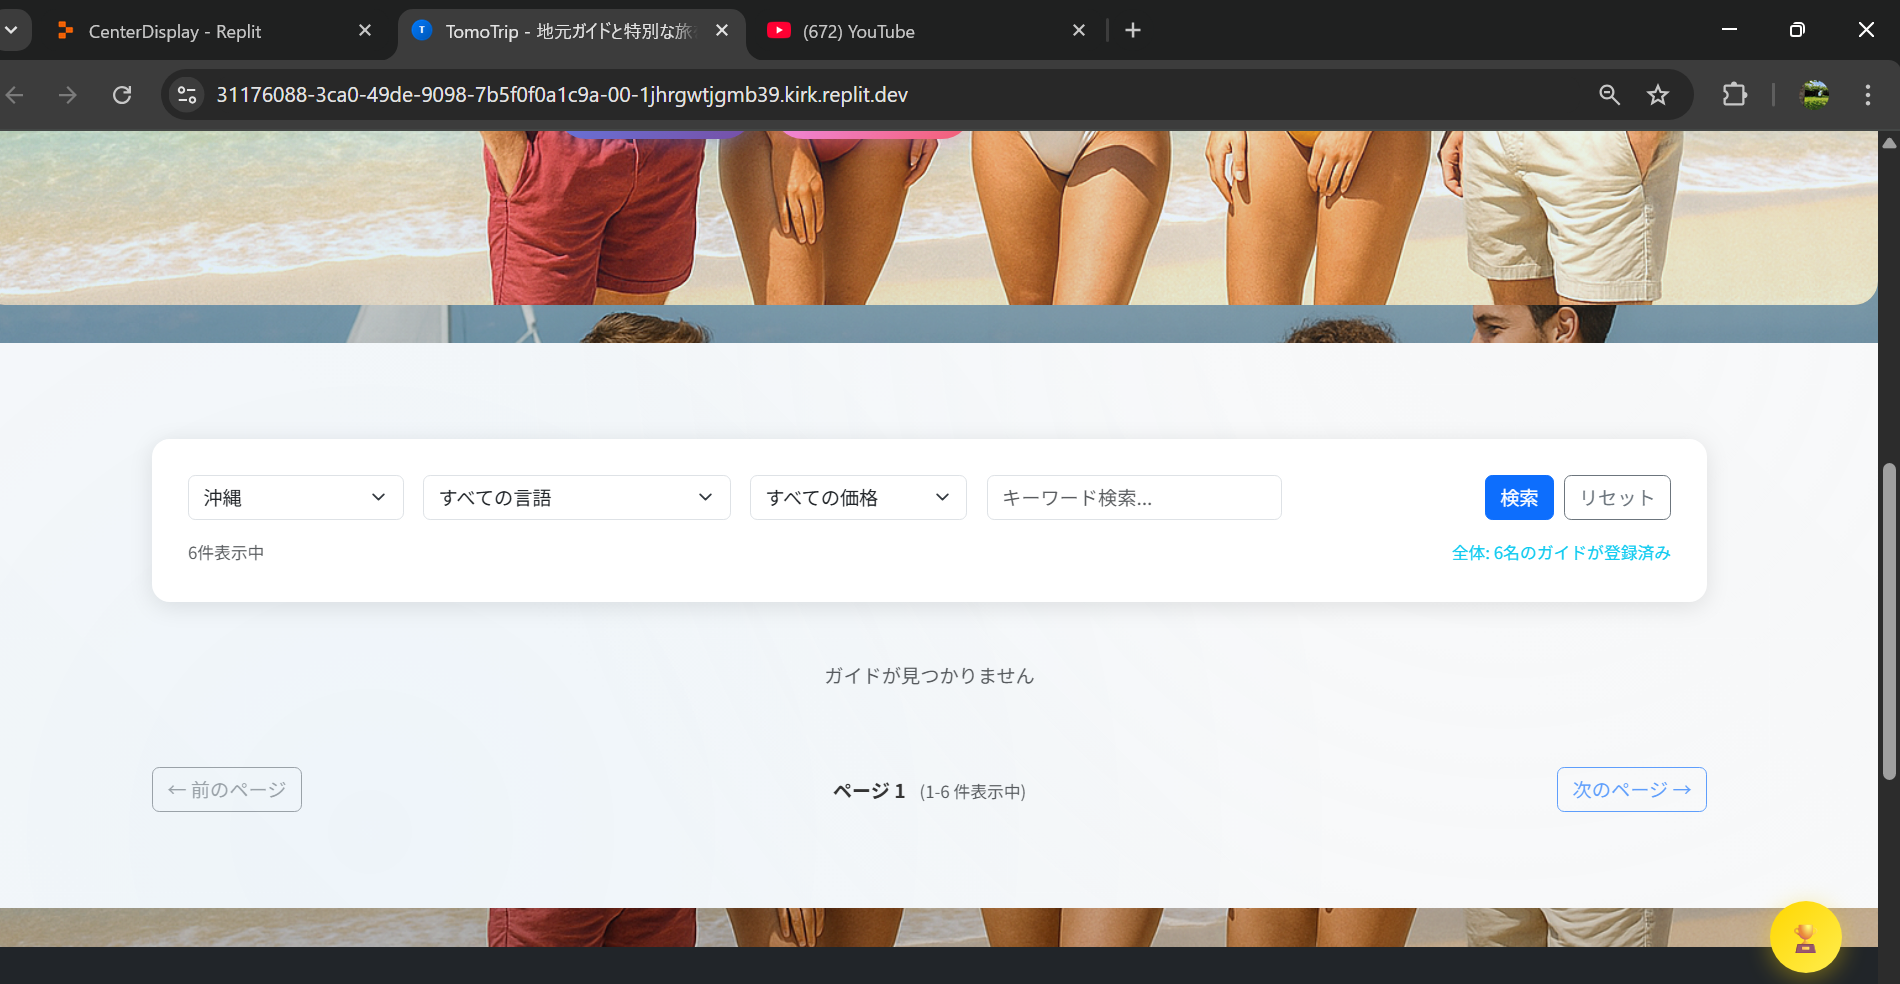 CenterDisplay - Replit
TomoTrip - 地元ガイドと特別な旅
(672) YouTube
31176088-3ca0-49de-9098-7b5f0f0a1c9a-00-1jhrgwtjgmb39.kirk.replit.dev
沖縄 すべての言語 すべての価格 キーワード検索... 検索 リセット
6件表示中 全体: 6名のガイドが登録済み
ガイドが見つかりません
← 前のページ ページ 1 (1-6 件表示中) 次のページ →